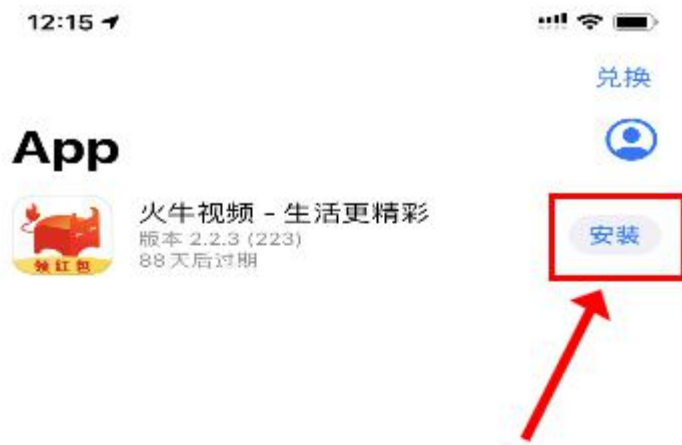 12:15
兑换
App
火牛视频 - 生活更精彩
版本 2.2.3 (223)
88 天后过期
安装
领红包